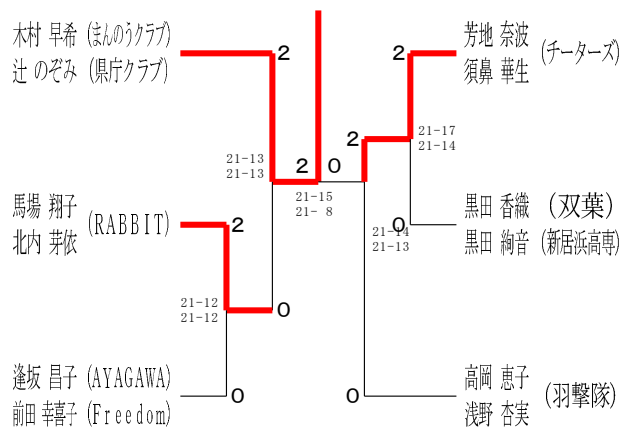 木村 早希 (まんのうクラブ)
辻 のぞみ (県庁クラブ)
2
21-13
21-13
馬場 翔子
北内 芽依
(RABBIT)
2
21-12
21-12
0
逢坂 昌子 (AYAGAWA)
前田 幸喜子 (Freedom)
0
2
0
21-15
21- 8
芳地 奈波
須鼻 華生
(チーターズ)
2
2
21-17
21-14
黒田 香織 (双葉)
黒田 絢音 (新居浜高専)
0
21-14
21-13
高岡 恵子
浅野 杏実
(羽撃隊)
0